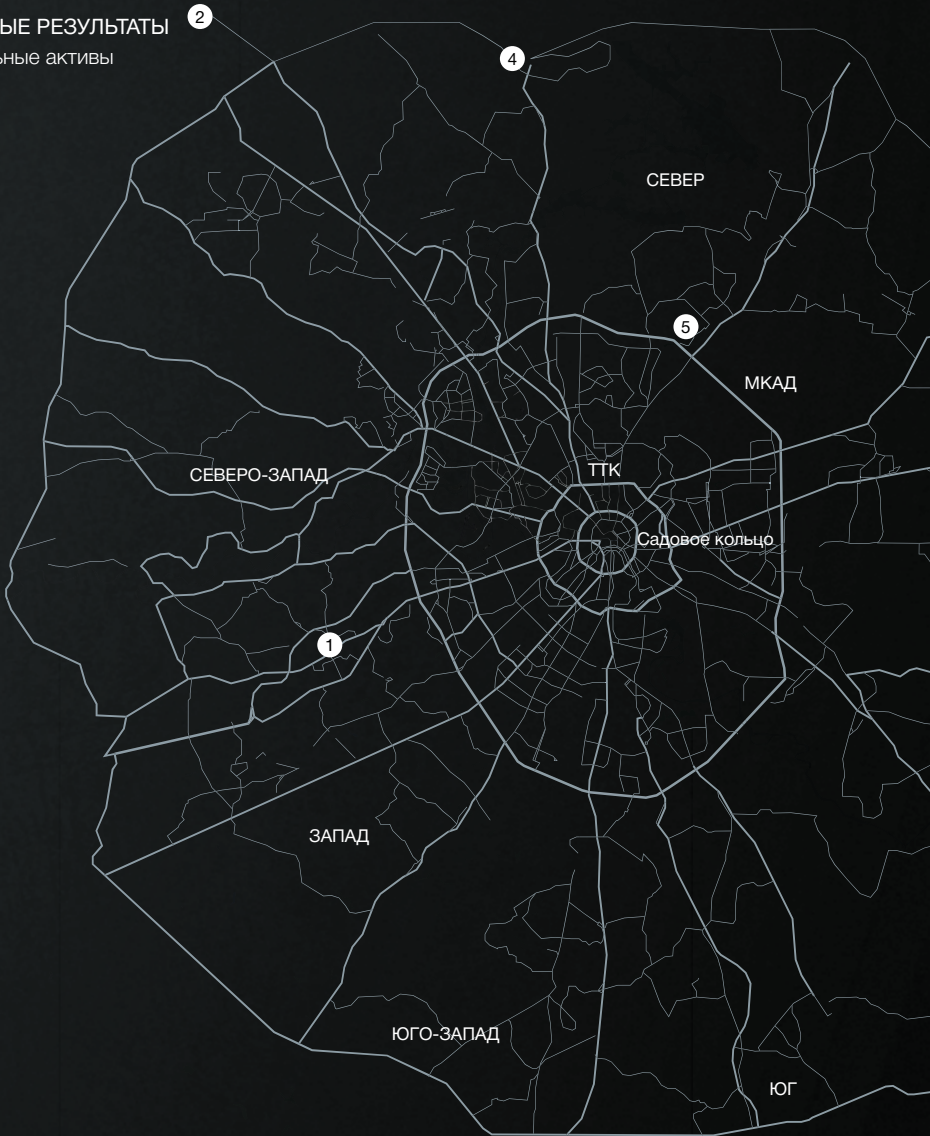 ЫЕ РЕЗУЛЬТАТЫ
ьные активы
2
4
СЕВЕР
5
МКАД
ТТК
СЕВЕРО-ЗАПАД
Садовое кольцо
1
ЗАПАД
ЮГО-ЗАПАД
ЮГ